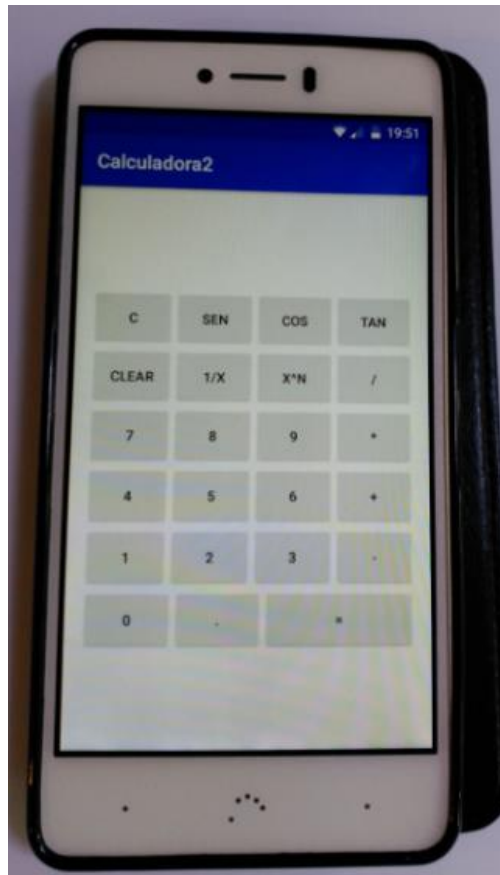 19:51
Calculadora2
C SEN COS TAN
CLEAR 1/X X^N /
7 8 9 *
4 5 6 +
1 2 3 -
0 . =